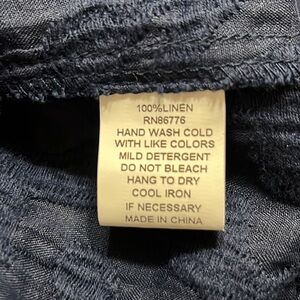 100%LINEN
RN86776
HAND WASH COLD
WITH LIKE COLORS
MILD DETERGENT
DO NOT BLEACH
HANG TO DRY
COOL IRON
IF NECESSARY
MADE IN CHINA